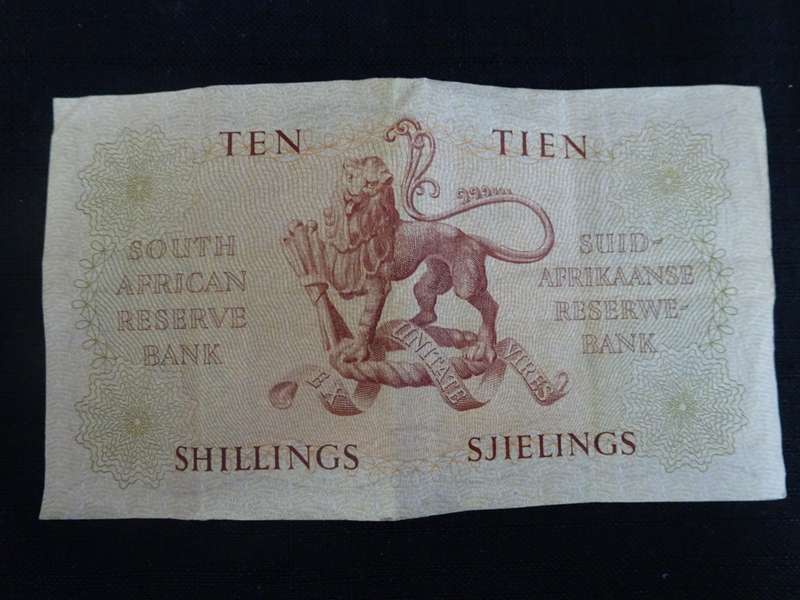 TEN TIEN
SOUTH
AFRICAN
RESERVE
BANK
SUID-
AFRIKAANSE
RESERWE-
BANK
EX UNITATE VIRES
SHILLINGS SJIELINGS